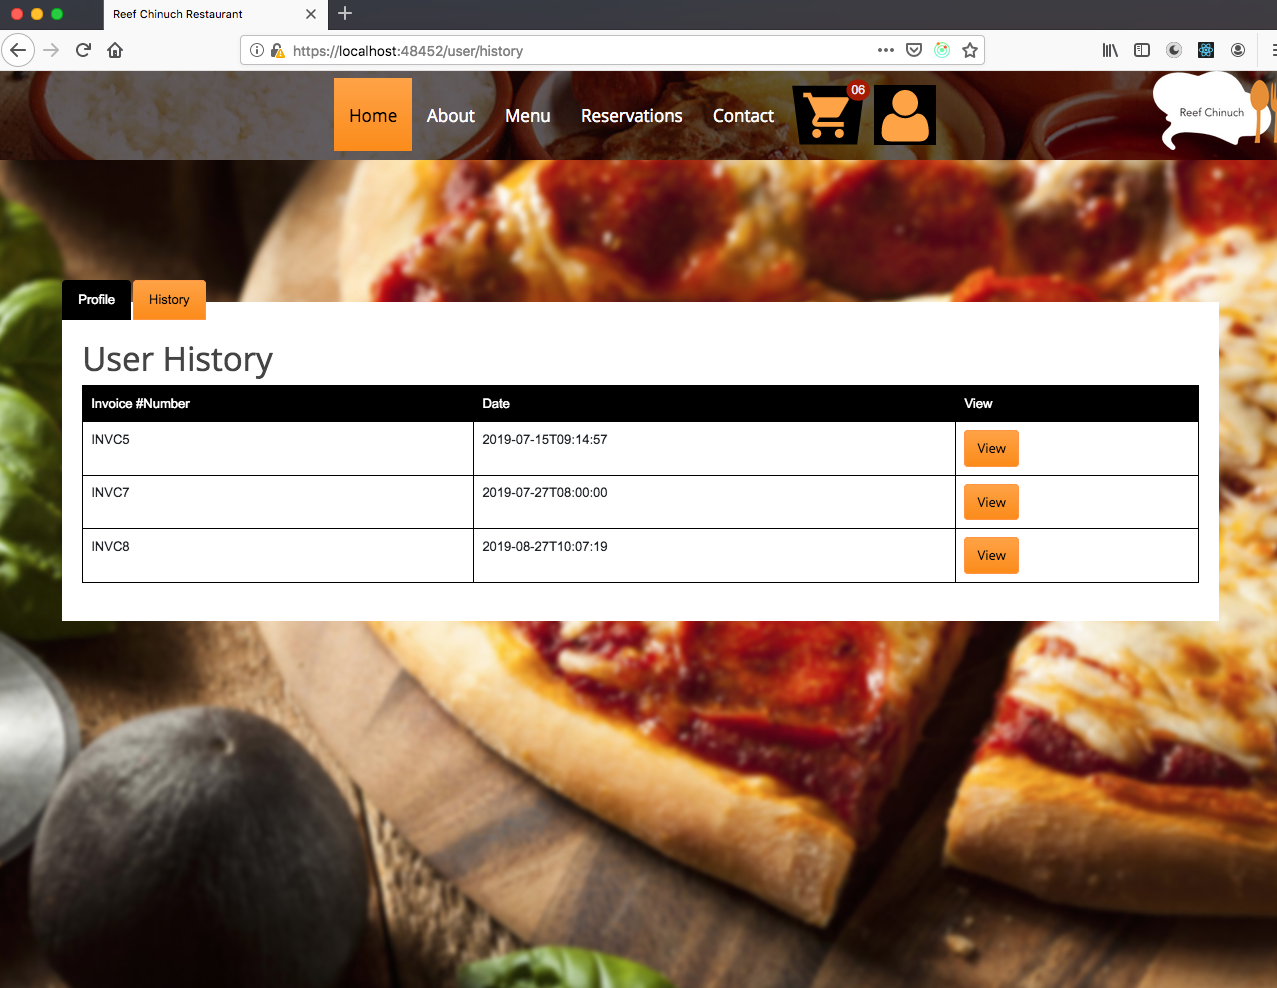 Reef Chinuch Restaurant
https://localhost:48452/user/history
Home About Menu Reservations Contact 06
Reef Chinuch
Profile History
User History
Invoice #Number Date View
INVC5 2019-07-15T09:14:57 View
INVC7 2019-07-27T08:00:00 View
INVC8 2019-08-27T10:07:19 View